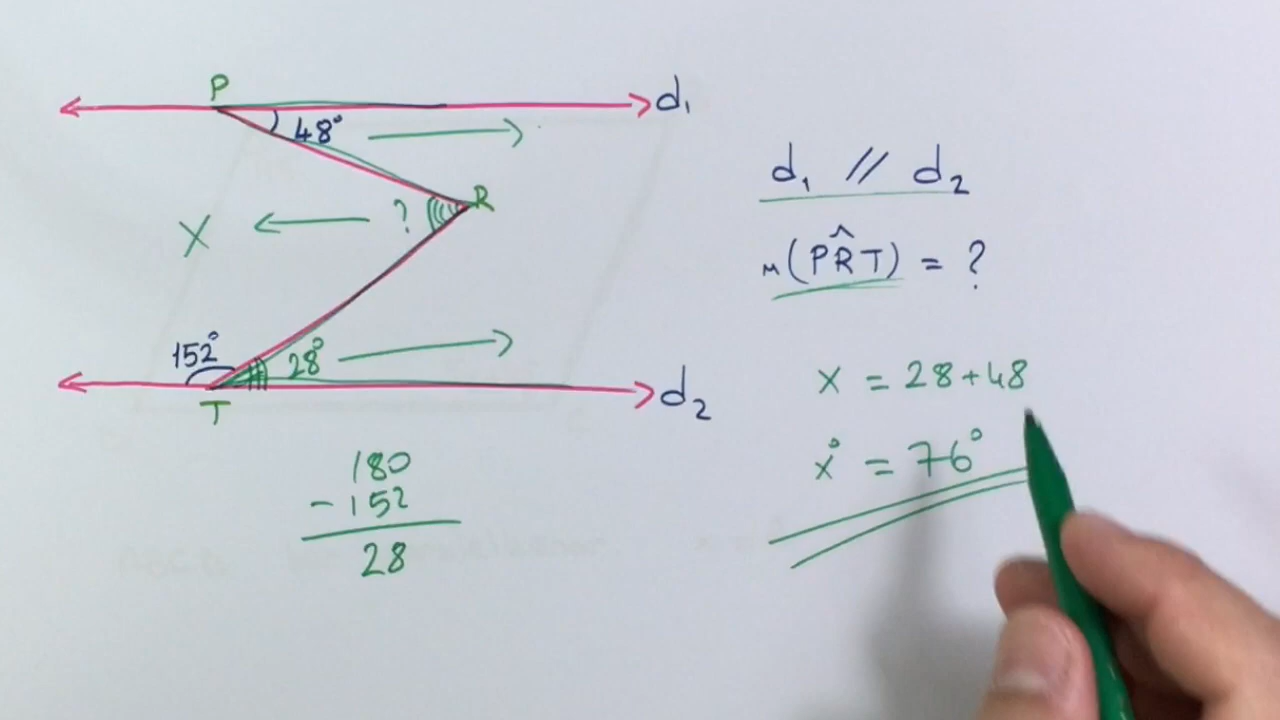 P
d₁
48°
R
?
X
152°
28°
T
d₂
180
- 152
28
d₁ // d₂
m(PR̂T) = ?
x = 28+48
x° = 76°